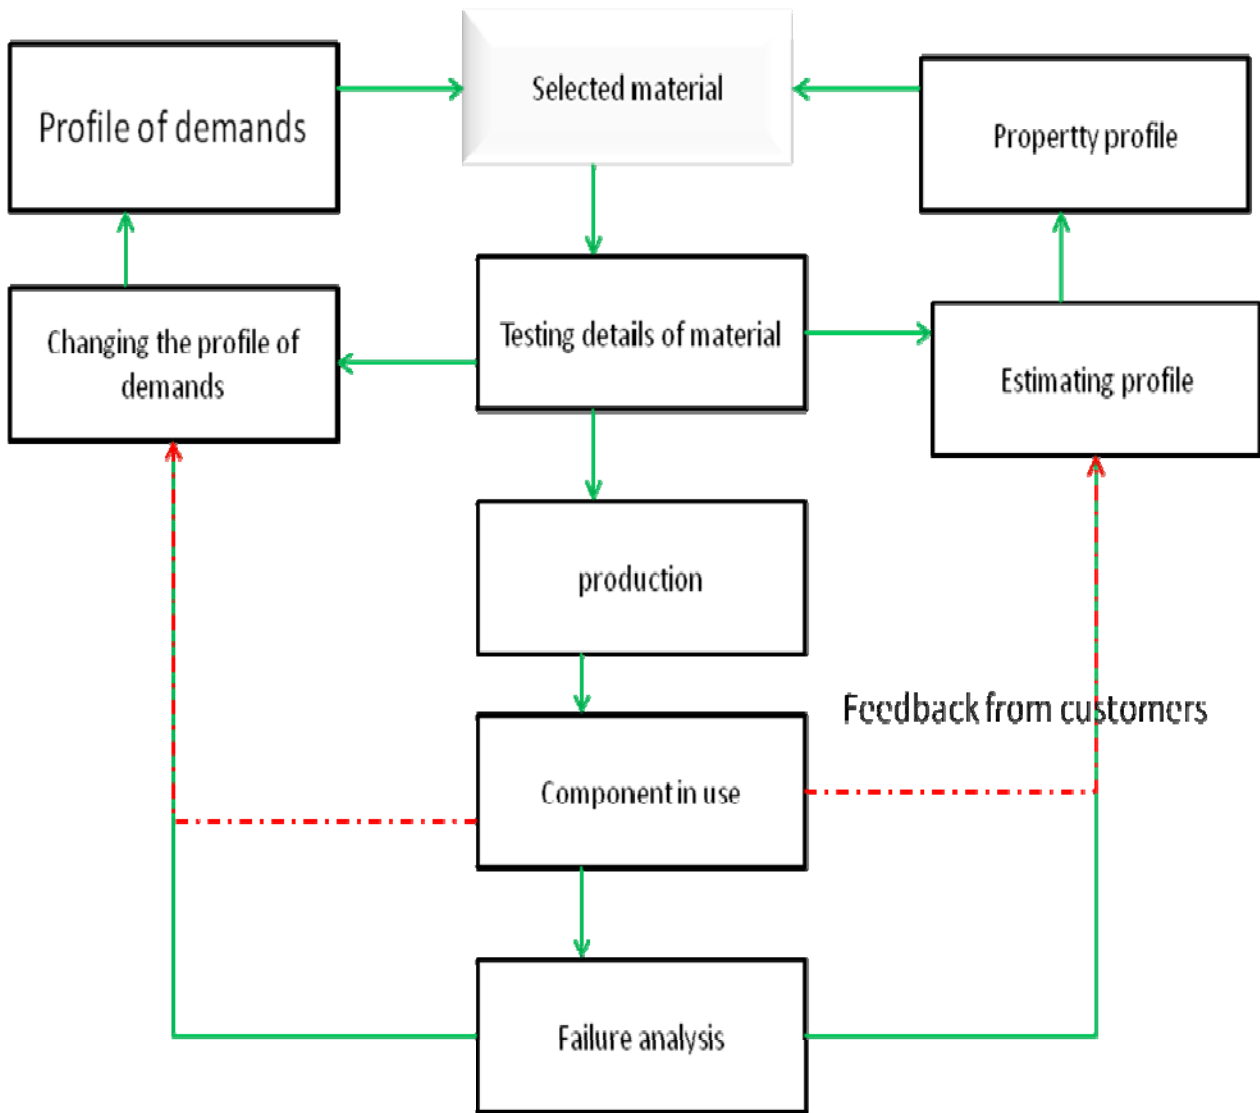 Selected material
Profile of demands
Propertty profile
Changing the profile of
demands
Testing details of material
Estimating profile
production
Feedback from customers
Component in use
Failure analysis